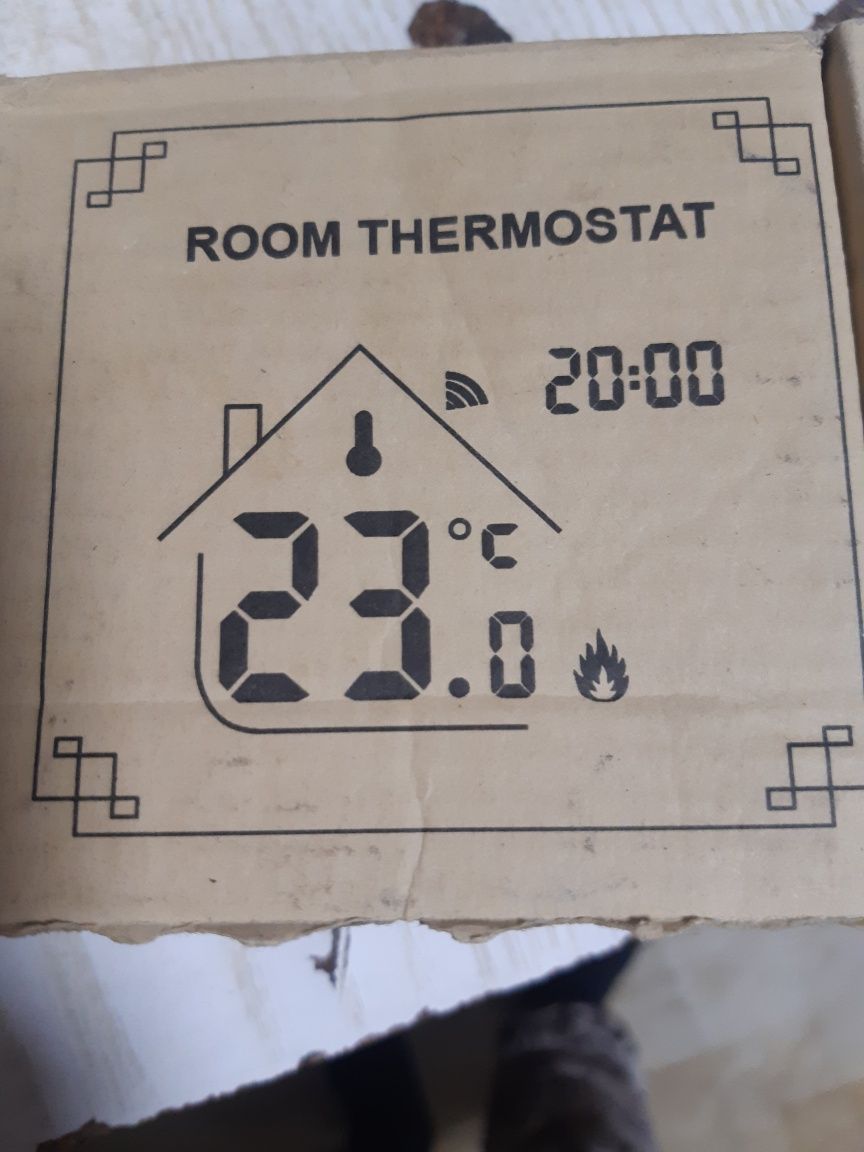 ROOM THERMOSTAT
20:00
23.0 °C